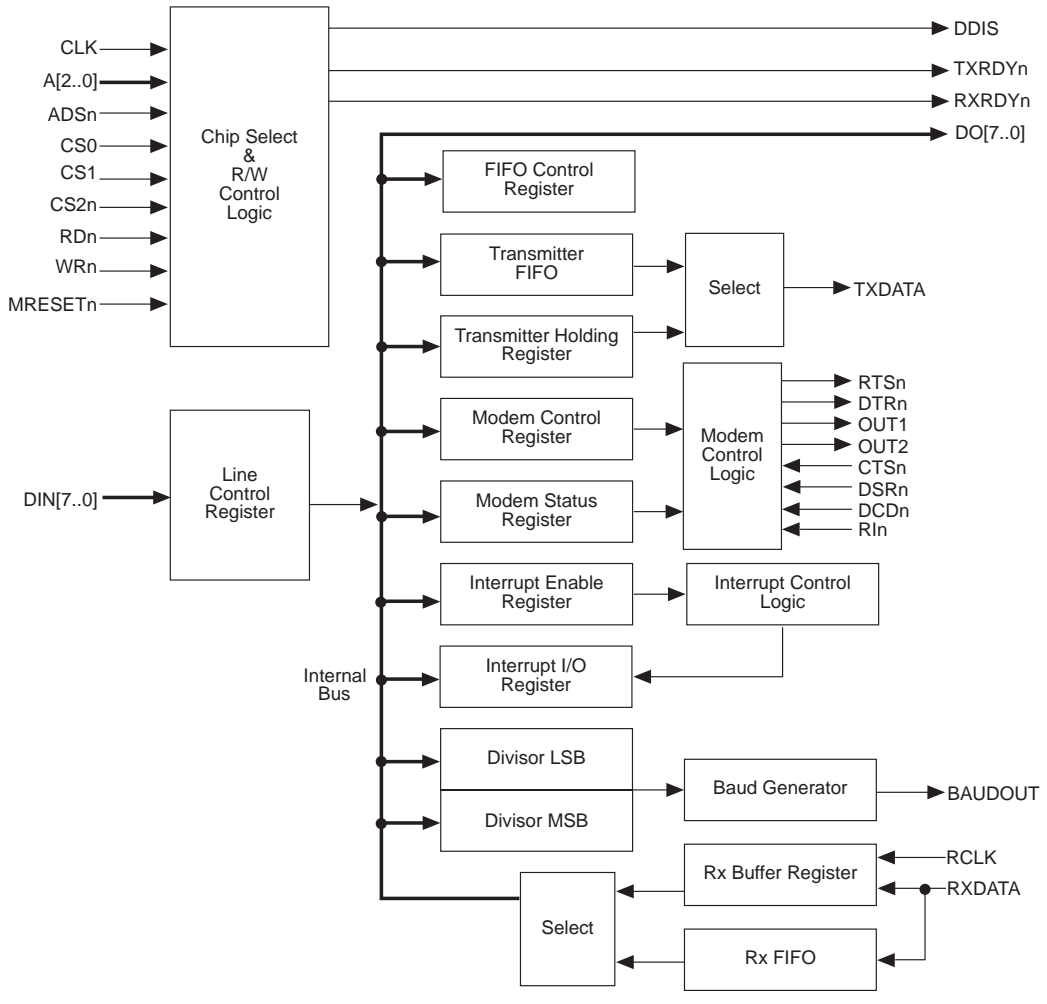 DDIS
TXRDYn
RXRDYn
DO[7..0]
CLK
A[2..0]
ADSn
CS0
CS1
CS2n
RDn
WRn
MRESETn
Chip Select
&
R/W
Control
Logic
FIFO Control
Register
Transmitter
FIFO
Select
TXDATA
Transmitter Holding
Register
Modem Control
Register
Modem
Control
Logic
RTSn
DTRn
OUT1
OUT2
CTSn
DSRn
DCDn
RIn
DIN[7..0]
Line
Control
Register
Modem Status
Register
Interrupt Enable
Register
Interrupt Control
Logic
Internal
Bus
Interrupt I/O
Register
Divisor LSB
Divisor MSB
Baud Generator
BAUDOUT
Rx Buffer Register
RCLK
RXDATA
Select
Rx FIFO